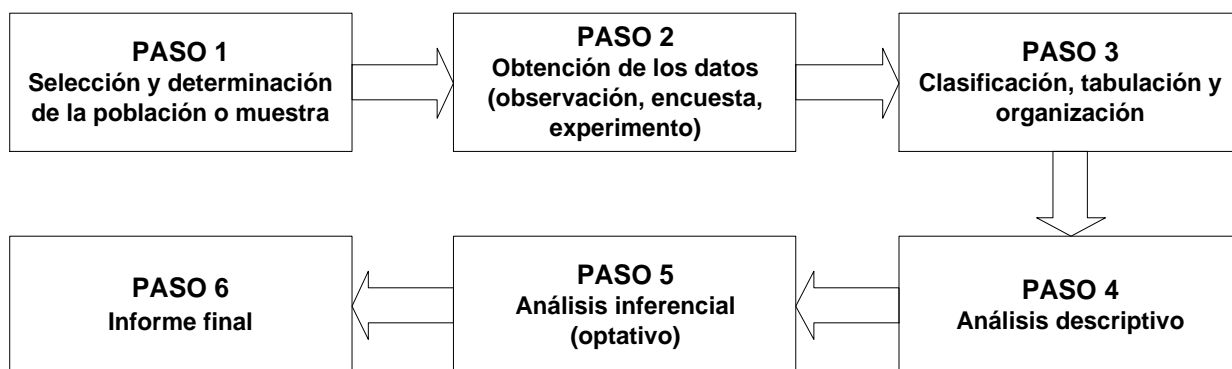 PASO 1
Selección y determinación
de la población o muestra
PASO 2
Obtención de los datos
(observación, encuesta,
experimento)
PASO 3
Clasificación, tabulación y
organización
PASO 4
Análisis descriptivo
PASO 5
Análisis inferencial
(optativo)
PASO 6
Informe final